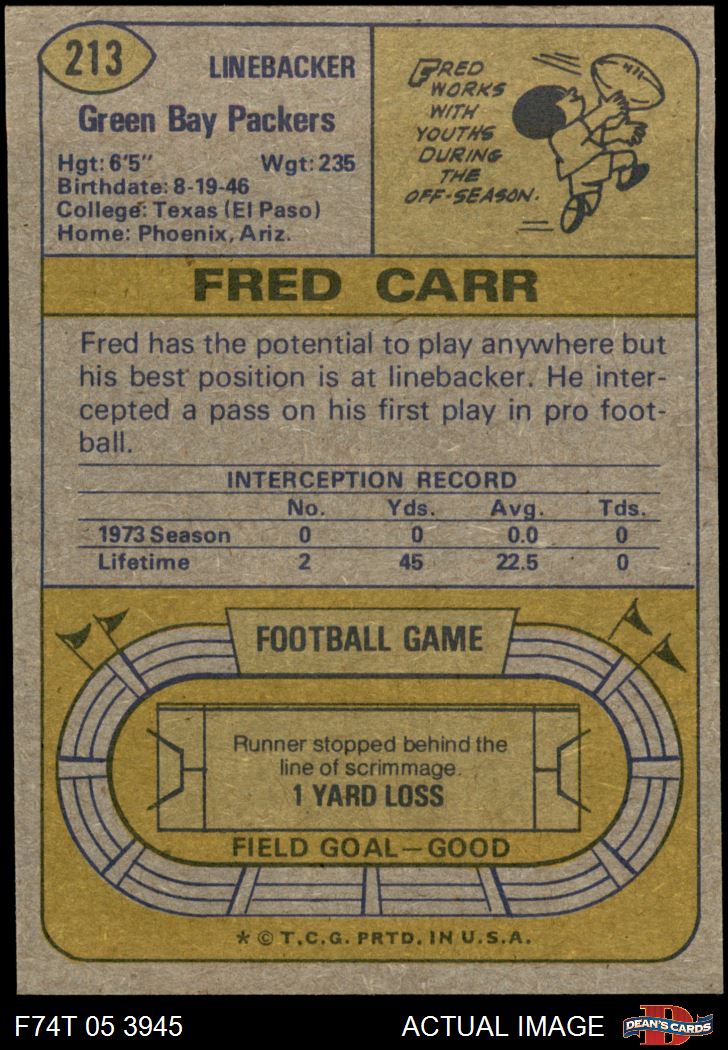 213
LINEBACKER
Green Bay Packers
Hgt: 6'5" Wgt: 235
Birthdate: 8-19-46
College: Texas (El Paso)
Home: Phoenix, Ariz.
FRED
WORKS
WITH
YOUTHS
DURING
THE
OFF-SEASON.
FRED CARR
Fred has the potential to play anywhere but
his best position is at linebacker. He inter-
cepted a pass on his first play in pro foot-
ball.
INTERCEPTION RECORD
No. Yds. Avg. Tds.
1973 Season 0 0 0.0 0
Lifetime 2 45 22.5 0
FOOTBALL GAME
Runner stopped behind the
line of scrimmage.
1 YARD LOSS
FIELD GOAL—GOOD
* © T.C.G. PRTD. IN U.S.A.
F74T 05 3945 ACTUAL IMAGE
D
DEAN'S CARDS